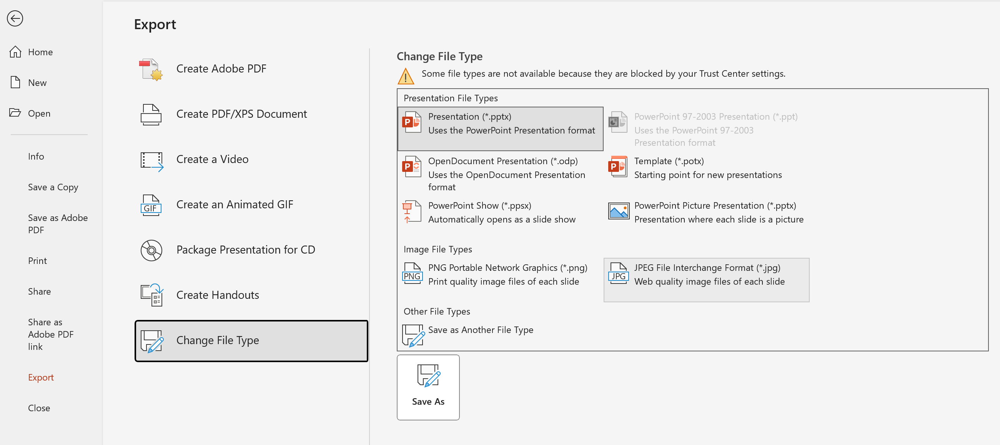 Export
Home
New
Open
Info
Save a Copy
Save as Adobe
PDF
Print
Share
Share as
Adobe PDF
link
Export
Close
Create Adobe PDF
Create PDF/XPS Document
Create a Video
GIF
Create an Animated GIF
Package Presentation for CD
Create Handouts
Change File Type
Change File Type
Some file types are not available because they are blocked by your Trust Center settings.
Presentation File Types
P
Presentation (*.pptx)
Uses the PowerPoint Presentation format
PowerPoint 97-2003 Presentation (*.ppt)
Uses the PowerPoint 97-2003
Presentation format
P
OpenDocument Presentation (*.odp)
Uses the OpenDocument Presentation
format
P
Template (*.potx)
Starting point for new presentations
PowerPoint Show (*.ppsx)
Automatically opens as a slide show
PowerPoint Picture Presentation (*.pptx)
Presentation where each slide is a picture
Image File Types
PNG
PNG Portable Network Graphics (*.png)
Print quality image files of each slide
JPG
JPEG File Interchange Format (*.jpg)
Web quality image files of each slide
Other File Types
Save as Another File Type
Save As